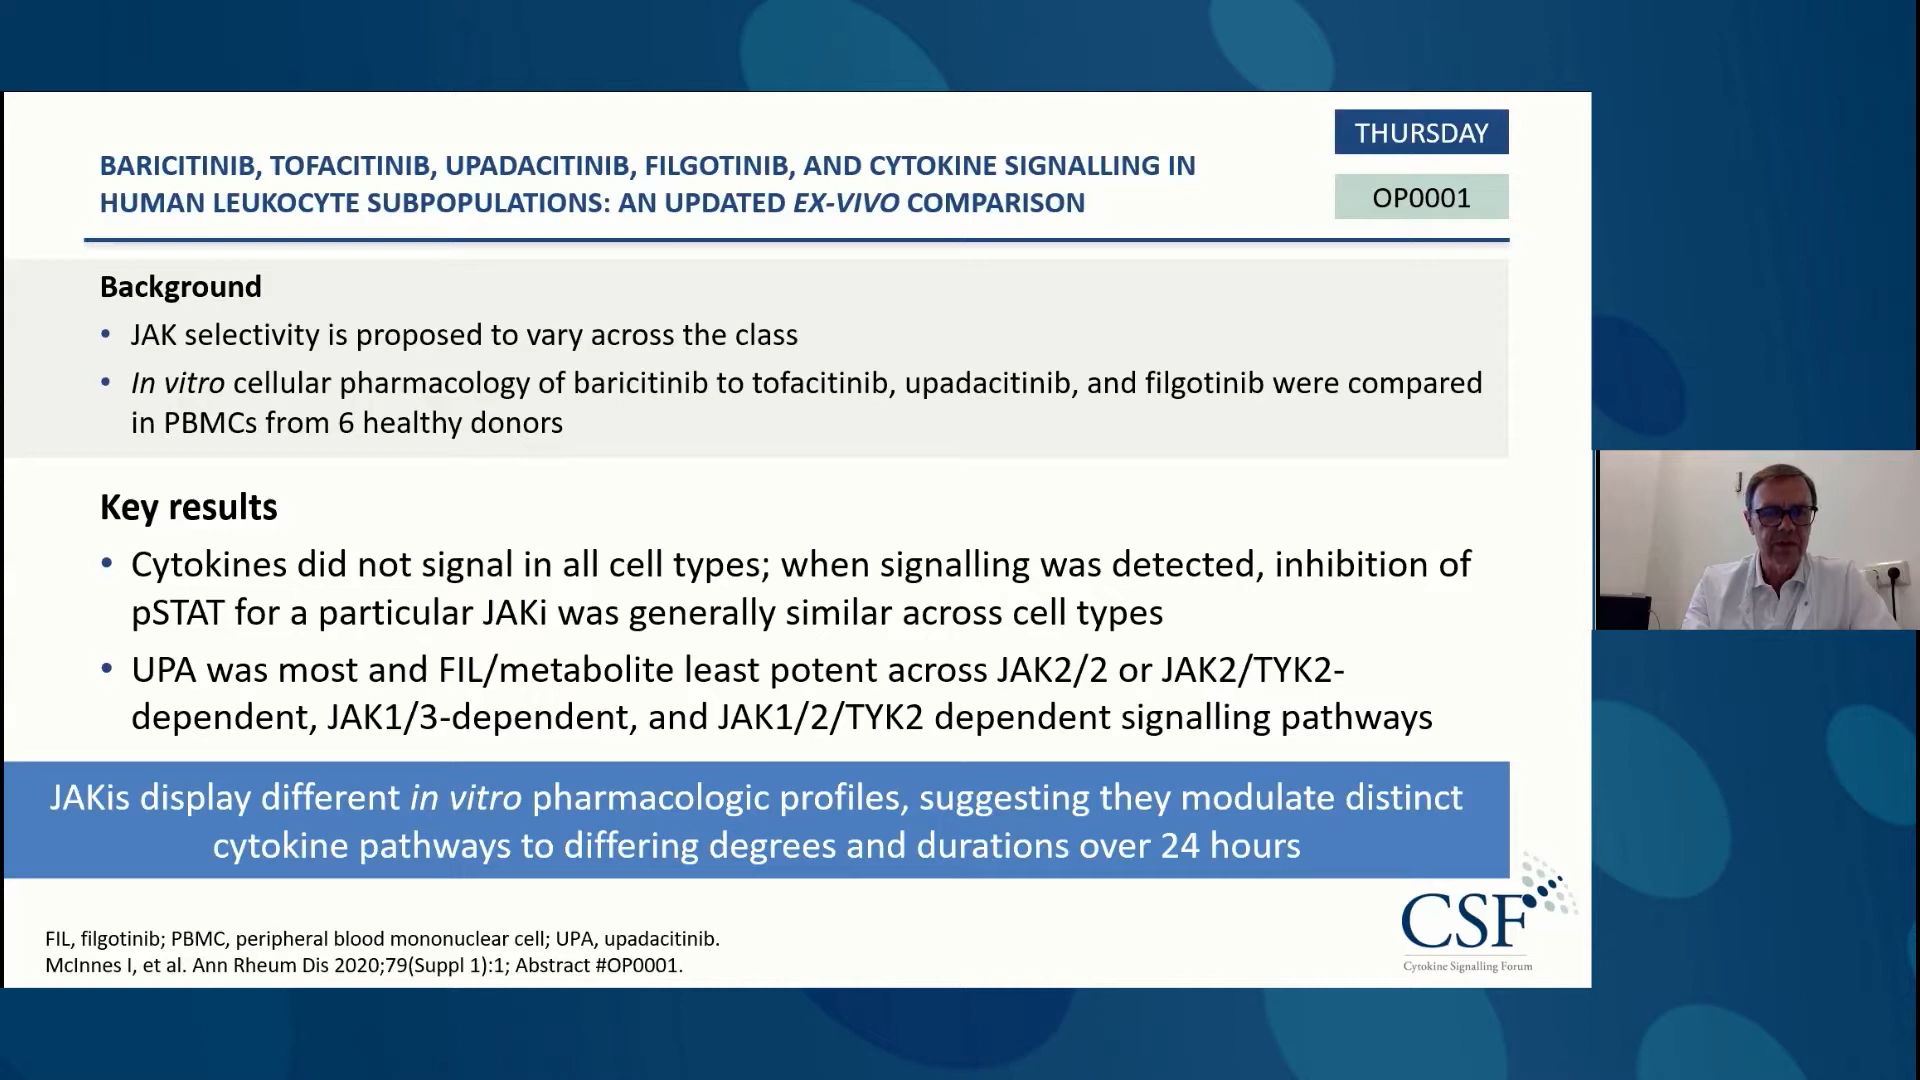 THURSDAY
BARICITINIB, TOFACITINIB, UPADACITINIB, FILGOTINIB, AND CYTOKINE SIGNALLING IN
HUMAN LEUKOCYTE SUBPOPULATIONS: AN UPDATED EX-VIVO COMPARISON
OP0001
Background
• JAK selectivity is proposed to vary across the class
• In vitro cellular pharmacology of baricitinib to tofacitinib, upadacitinib, and filgotinib were compared
in PBMCs from 6 healthy donors
Key results
• Cytokines did not signal in all cell types; when signalling was detected, inhibition of
pSTAT for a particular JAKi was generally similar across cell types
• UPA was most and FIL/metabolite least potent across JAK2/2 or JAK2/TYK2-
dependent, JAK1/3-dependent, and JAK1/2/TYK2 dependent signalling pathways
JAKis display different in vitro pharmacologic profiles, suggesting they modulate distinct
cytokine pathways to differing degrees and durations over 24 hours
FIL, filgotinib; PBMC, peripheral blood mononuclear cell; UPA, upadacitinib.
McInnes I, et al. Ann Rheum Dis 2020;79(Suppl 1):1; Abstract #OP0001.
CSF
Cytokine Signalling Forum